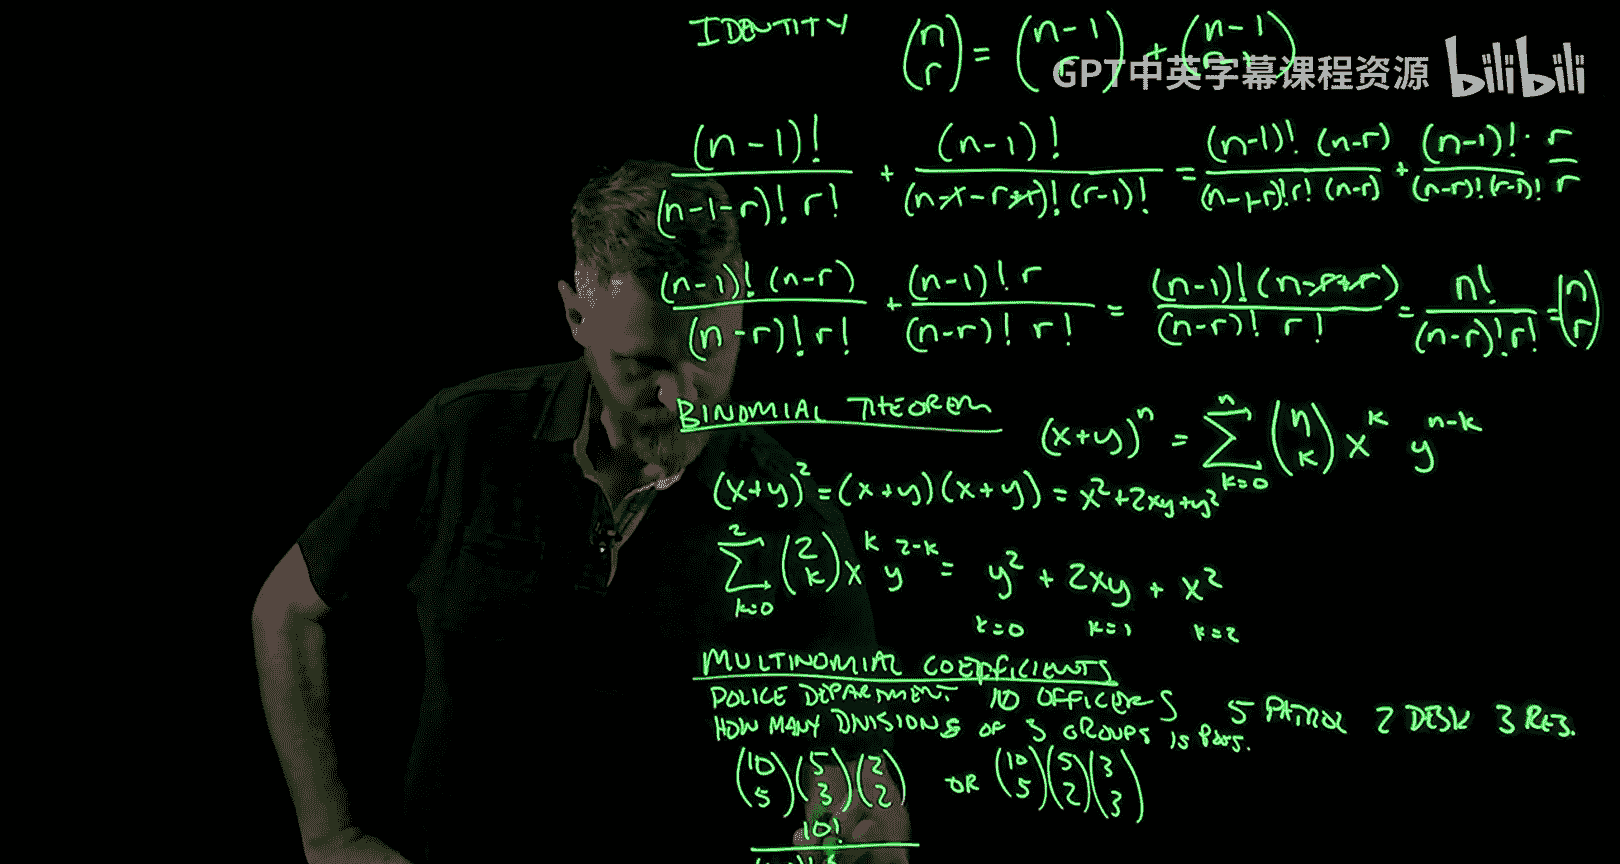 IDENTITY (n r) = (n-1 r) + (n-1 r-1)
GPT中英字幕课程资源 bilibili
(n-1)! / (n-1-r)! r! + (n-1)! / (n-1-r+1)! (r-1)! = (n-1)! (n-r) / (n-1-r)! r! (n-r) + (n-1)! · r / (n-r)! (r-1)! r
(n-1)! (n-r) / (n-r)! r! + (n-1)! r / (n-r)! r! = (n-1)! (n-r+r) / (n-r)! r! = n! / (n-r)! r! = (n r)
BINOMIAL THEOREM (x+y)^n = ∑_{k=0}^{n} (n k) x^k y^{n-k}
(x+y)^2 = (x+y)(x+y) = x^2+2xy+y^2
∑_{k=0}^{2} (2 k) x^k y^{2-k} = y^2 + 2xy + x^2
k=0 k=1 k=2
MULTINOMIAL COEFFICIENTS
POLICE DEPARTMENT 10 OFFICERS 5 PATROL 2 DESK 3 RES.
HOW MANY DIVISIONS OF 3 GROUPS IS POSS.
(10 5)(5 3)(2 2) OR (10 5)(5 2)(3 3)
10!